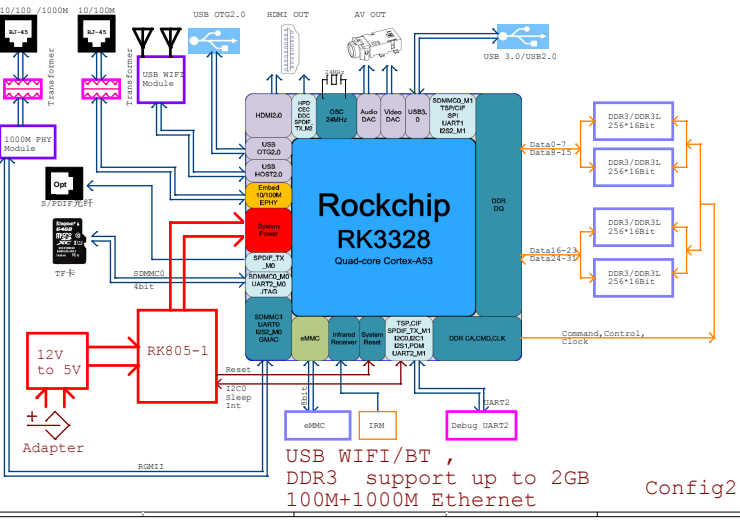 10/100 /1000M
10/100M
USB OTG2.0
HDMI OUT
AV OUT
RJ-45
RJ-45
USB 3.0/USB2.0
Transformer
Transformer
USB WIFI
Module
24MHz
HDMI2.0
HPD
CEC
DDC
SPDIF_
TX_M2
OSC
24MHz
Audio
DAC
Video
DAC
USB3.
0
SDMMC0_M1
TSP/CIF
SPI
UART1
I2S2_M1
1000M PHY
Module
USB
OTG2.0
USB
HOST2.0
Embed
10/100M
EPHY
System
Power
SPDIF_TX
_M0
SDMMC0_M0
UART2_M0
JTAG
SDMMC1
UART0
I2S2_M0
GMAC
Rockchip
RK3328
Quad-core Cortex-A53
DDR
DQ
Data0-7
Data8-15
DDR3/DDR3L
256*16Bit
DDR3/DDR3L
256*16Bit
Data16-23
Data24-31
DDR3/DDR3L
256*16Bit
DDR3/DDR3L
256*16Bit
Opt
S/PDIF光纤
Kingston
64GB
micro
SD
XC I
TF卡
SDMMC0
4bit
eMMC
Infrared
Receiver
System
Reset
TSP,CIF
SPDIF_TX_M1
I2C0,I2C1
I2S1,PDM
UART2_M1
DDR CA,CMD,CLK
Command,Control,
Clock
12V
to 5V
RK805-1
Reset
I2C0
Sleep
Int
8bit
UART2
eMMC
IRM
Debug UART2
+
Adapter
RGMII
USB WIFI/BT ,
DDR3 support up to 2GB
100M+1000M Ethernet
Config2